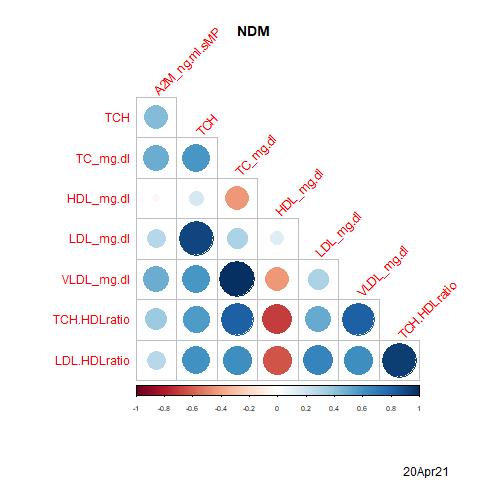 NDM
A2M_ng.ml.sMP
TCH
TCH
TC_mg.dl
TC_mg.dl
HDL_mg.dl
HDL_mg.dl
LDL_mg.dl
LDL_mg.dl
VLDL_mg.dl
VLDL_mg.dl
TCH.HDLratio
TCH.HDLratio
LDL.HDLratio
-1 -0.8 -0.6 -0.4 -0.2 0 0.2 0.4 0.6 0.8 1
20Apr21